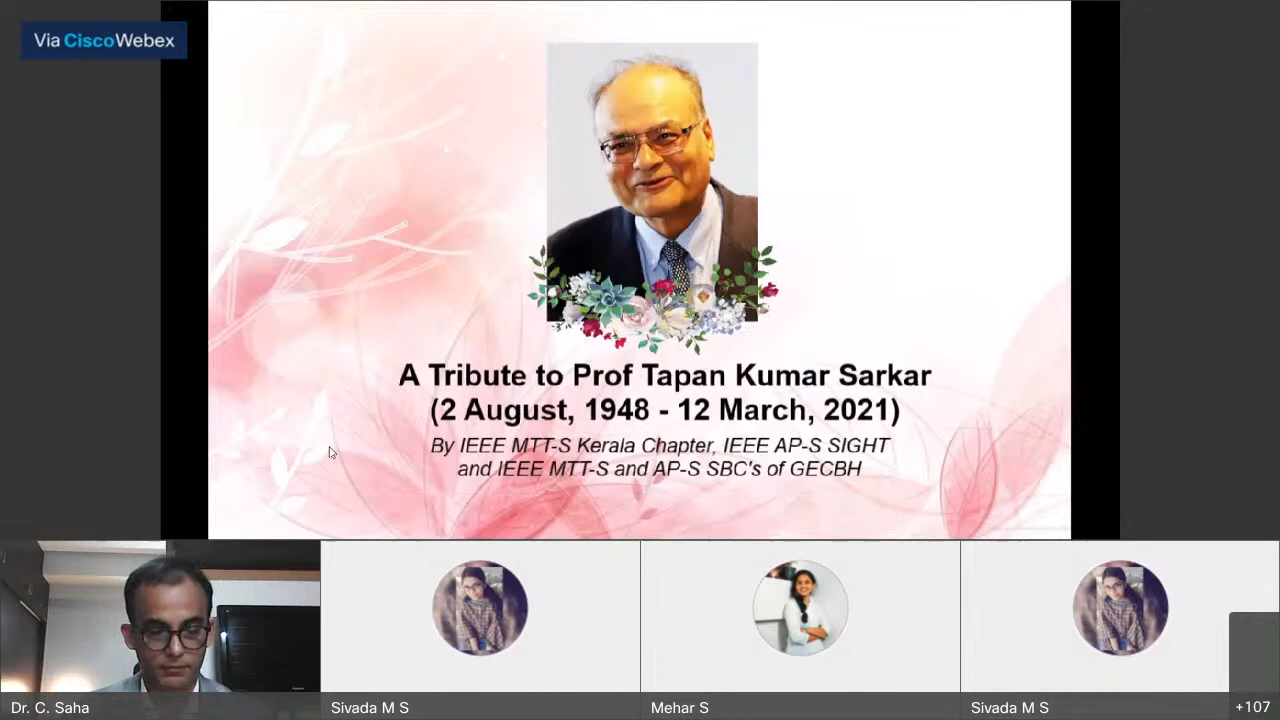 Via CiscoWebex
A Tribute to Prof Tapan Kumar Sarkar
(2 August, 1948 - 12 March, 2021)
By IEEE MTT-S Kerala Chapter, IEEE AP-S SIGHT
and IEEE MTT-S and AP-S SBC's of GECBH
Dr. C. Saha
Sivada M S
Mehar S
Sivada M S
+107